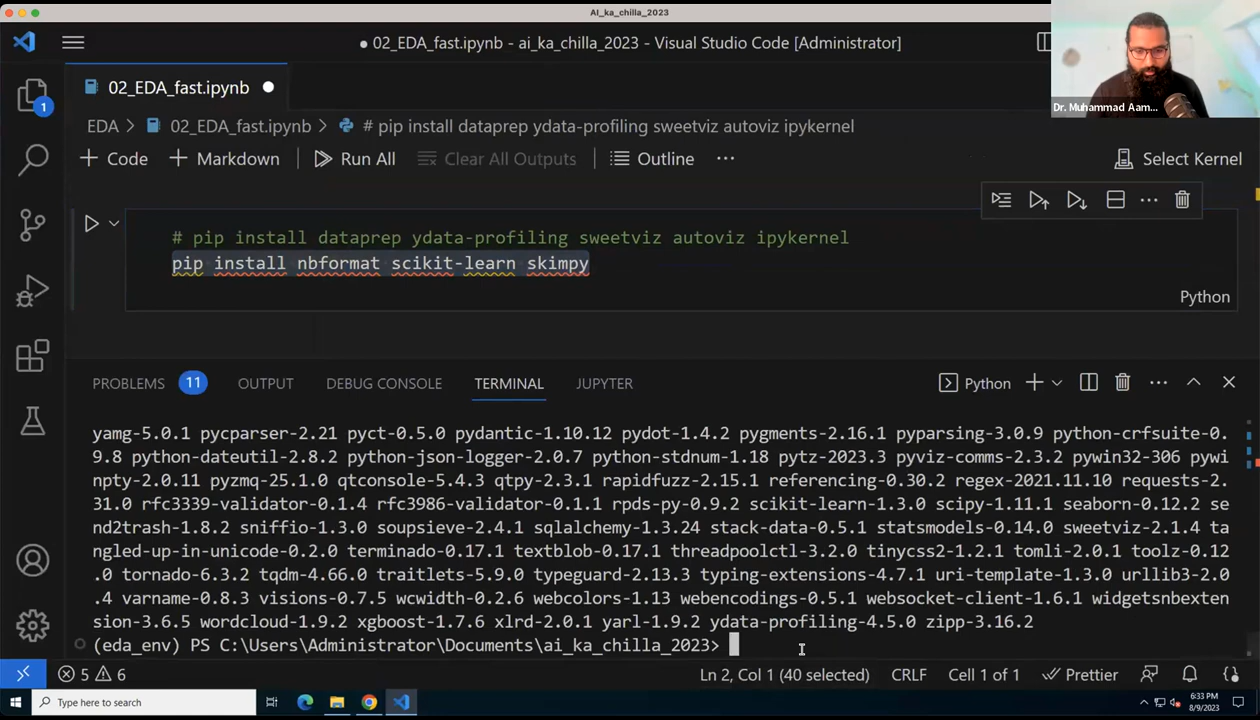 AI_ka_chilla_2023
● 02_EDA_fast.ipynb - ai_ka_chilla_2023 - Visual Studio Code [Administrator]
Dr. Muhammad Aam...
1
02_EDA_fast.ipynb
EDA > 02_EDA_fast.ipynb > # pip install dataprep ydata-profiling sweetviz autoviz ipykernel
+ Code + Markdown Run All Clear All Outputs Outline ... Select Kernel
# pip install dataprep ydata-profiling sweetviz autoviz ipykernel
pip install nbformat scikit-learn skimpy
Python
PROBLEMS 11 OUTPUT DEBUG CONSOLE TERMINAL JUPYTER Python
yamg-5.0.1 pycparser-2.21 pyct-0.5.0 pydantic-1.10.12 pydot-1.4.2 pygments-2.16.1 pyparsing-3.0.9 python-crfsuite-0.
9.8 python-dateutil-2.8.2 python-json-logger-2.0.7 python-stdnum-1.18 pytz-2023.3 pyviz-comms-2.3.2 pywin32-306 pywi
npty-2.0.11 pyzmq-25.1.0 qtconsole-5.4.3 qtpy-2.3.1 rapidfuzz-2.15.1 referencing-0.30.2 regex-2021.11.10 requests-2.
31.0 rfc3339-validator-0.1.4 rfc3986-validator-0.1.1 rpds-py-0.9.2 scikit-learn-1.3.0 scipy-1.11.1 seaborn-0.12.2 se
nd2trash-1.8.2 sniffio-1.3.0 soupsieve-2.4.1 sqlalchemy-1.3.24 stack-data-0.5.1 statsmodels-0.14.0 sweetviz-2.1.4 ta
ngled-up-in-unicode-0.2.0 terminado-0.17.1 textblob-0.17.1 threadpoolctl-3.2.0 tinycss2-1.2.1 tomli-2.0.1 toolz-0.12
.0 tornado-6.3.2 tqdm-4.66.0 traitlets-5.9.0 typeguard-2.13.3 typing-extensions-4.7.1 uri-template-1.3.0 urllib3-2.0
.4 varname-0.8.3 visions-0.7.5 wcwidth-0.2.6 webcolors-1.13 webencodings-0.5.1 websocket-client-1.6.1 widgetsnbexten
sion-3.6.5 wordcloud-1.9.2 xgboost-1.7.6 xlrd-2.0.1 yarl-1.9.2 ydata-profiling-4.5.0 zipp-3.16.2
(eda_env) PS C:\Users\Administrator\Documents\ai_ka_chilla_2023>
5 6 Ln 2, Col 1 (40 selected) CRLF Cell 1 of 1 Prettier
Type here to search
6:33 PM
8/9/2023